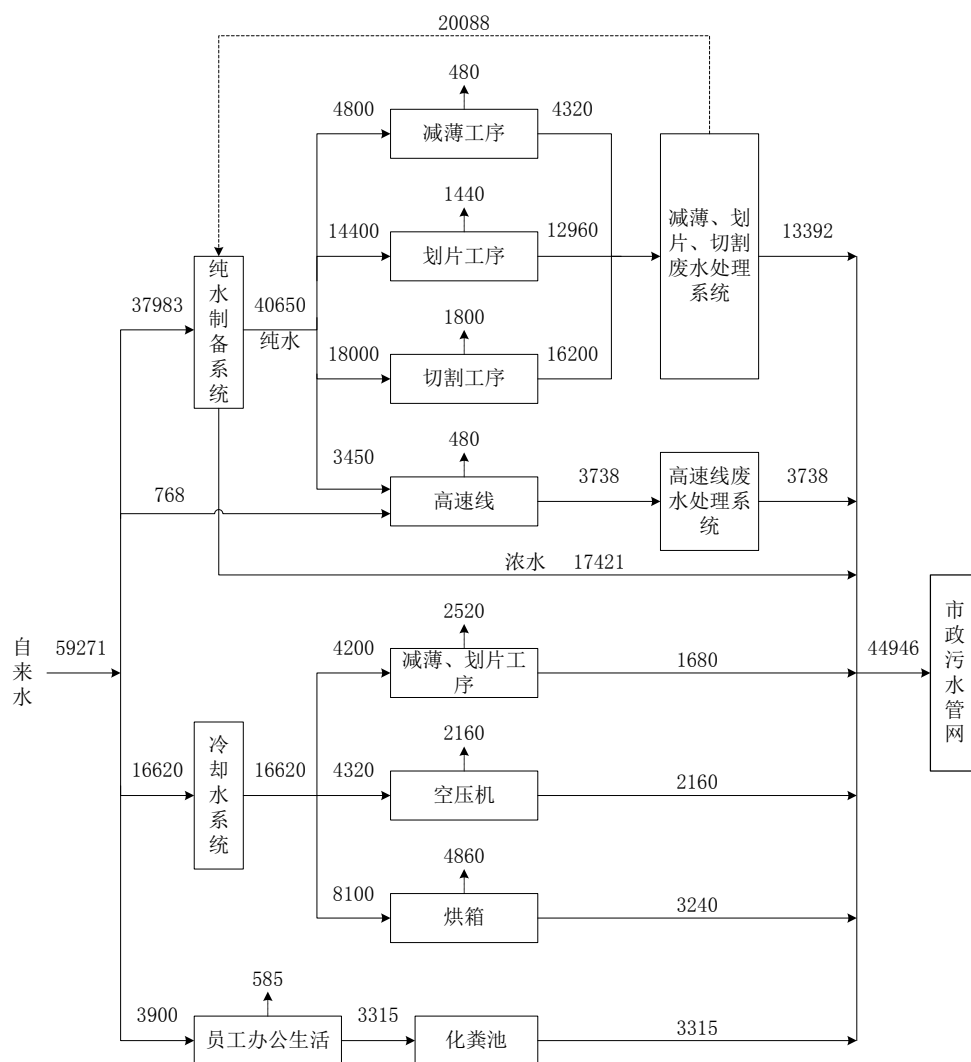 20088
480
4800
减薄工序
4320
1440
14400
划片工序
12960
减薄、划
片、切割
废水处理
系统
13392
纯
水
制
备
系
统
37983
40650
纯水
1800
18000
切割工序
16200
480
3450
768
高速线
3738
高速线废
水处理系
统
3738
浓水 17421
自
来
水
59271
2520
4200
减薄、划片工
序
1680
44946
市
政
污
水
管
网
冷
却
水
系
统
16620
16620
2160
4320
空压机
2160
4860
8100
烘箱
3240
585
3900
员工办公生活
3315
化粪池
3315